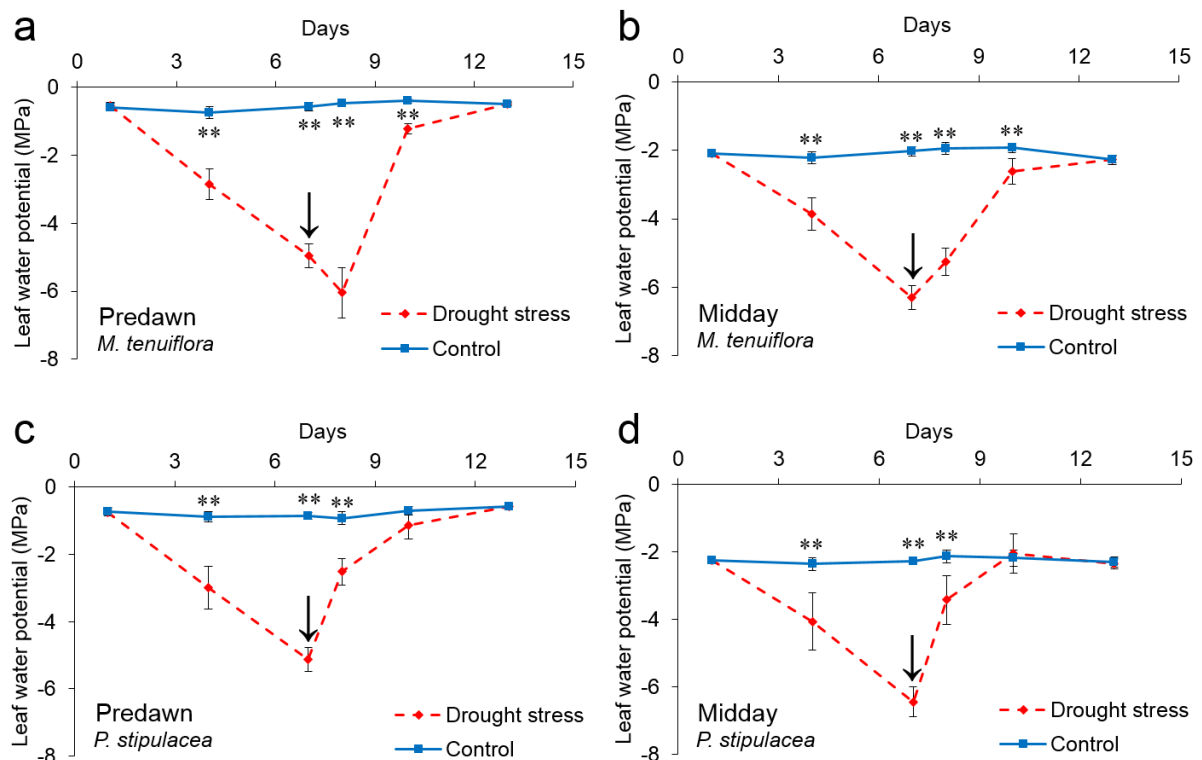 a
Days
0 3 6 9 12 15
0
-2
-4
-6
-8
Leaf water potential (MPa)
** ** ** **
Predawn
M. tenuiflora
Drought stress
Control
b
Days
0 3 6 9 12 15
0
-2
-4
-6
-8
Leaf water potential (MPa)
** ** ** **
Midday
M. tenuiflora
Drought stress
Control
c
Days
0 3 6 9 12 15
0
-2
-4
-6
-8
Leaf water potential (MPa)
** ** **
Predawn
P. stipulacea
Drought stress
Control
d
Days
0 3 6 9 12 15
0
-2
-4
-6
-8
Leaf water potential (MPa)
** ** **
Midday
P. stipulacea
Drought stress
Control